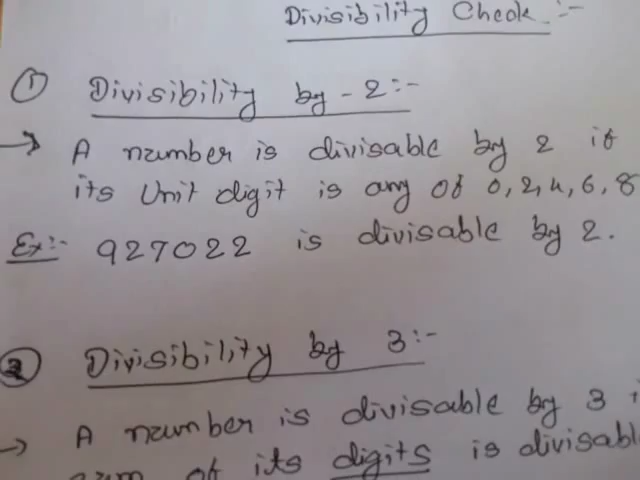 Divisibility Check :-
① Divisibility by - 2 :-
→ A number is divisable by 2 if
its Unit digit is any of 0, 2, 4, 6, 8
Ex :- 927022 is divisable by 2.
② Divisibility by 3 :-
→ A number is divisable by 3
sum of its digits is divisabl